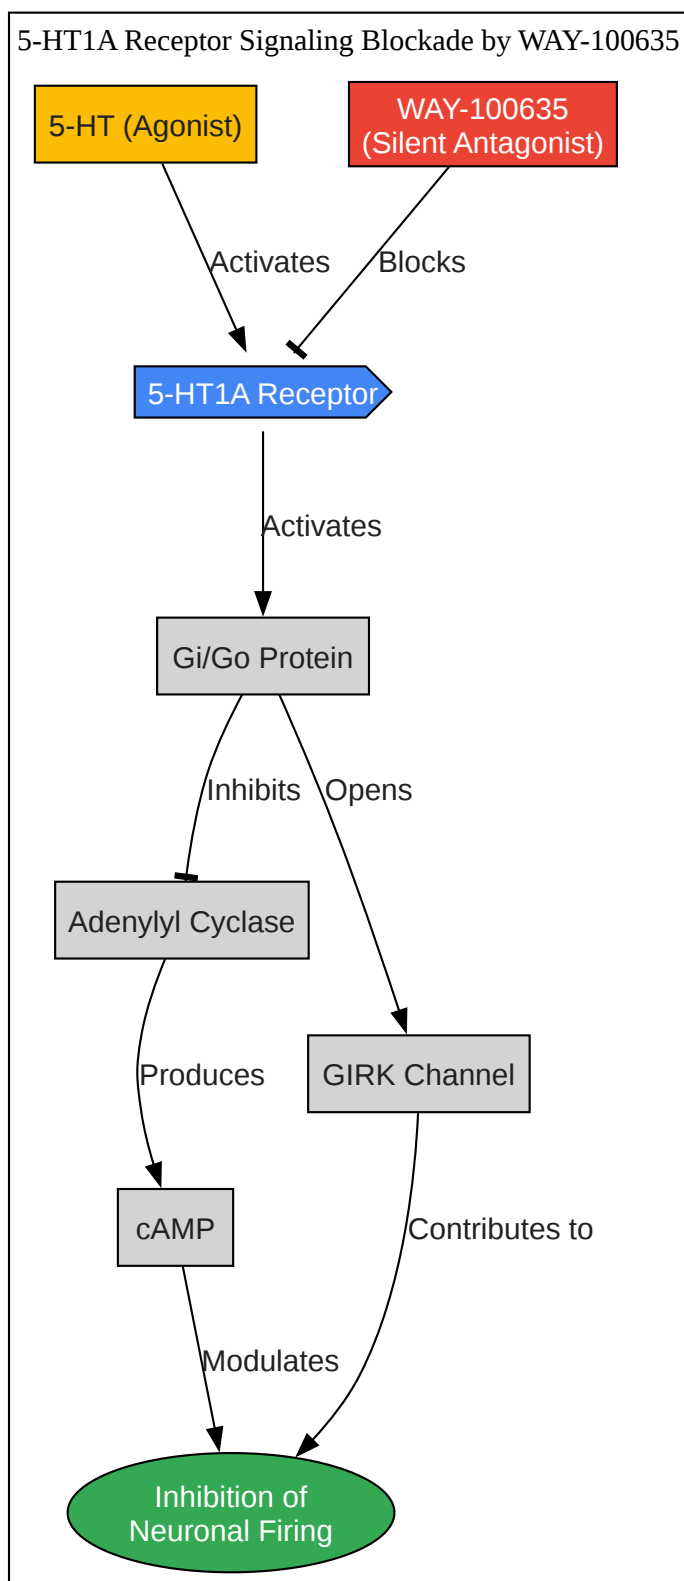 5-HT1A Receptor Signaling Blockade by WAY-100635
5-HT (Agonist)
WAY-100635
(Silent Antagonist)
Activates
Blocks
5-HT1A Receptor
Activates
Gi/Go Protein
Inhibits
Opens
Adenylyl Cyclase
Produces
GIRK Channel
cAMP
Contributes to
Modulates
Inhibition of
Neuronal Firing